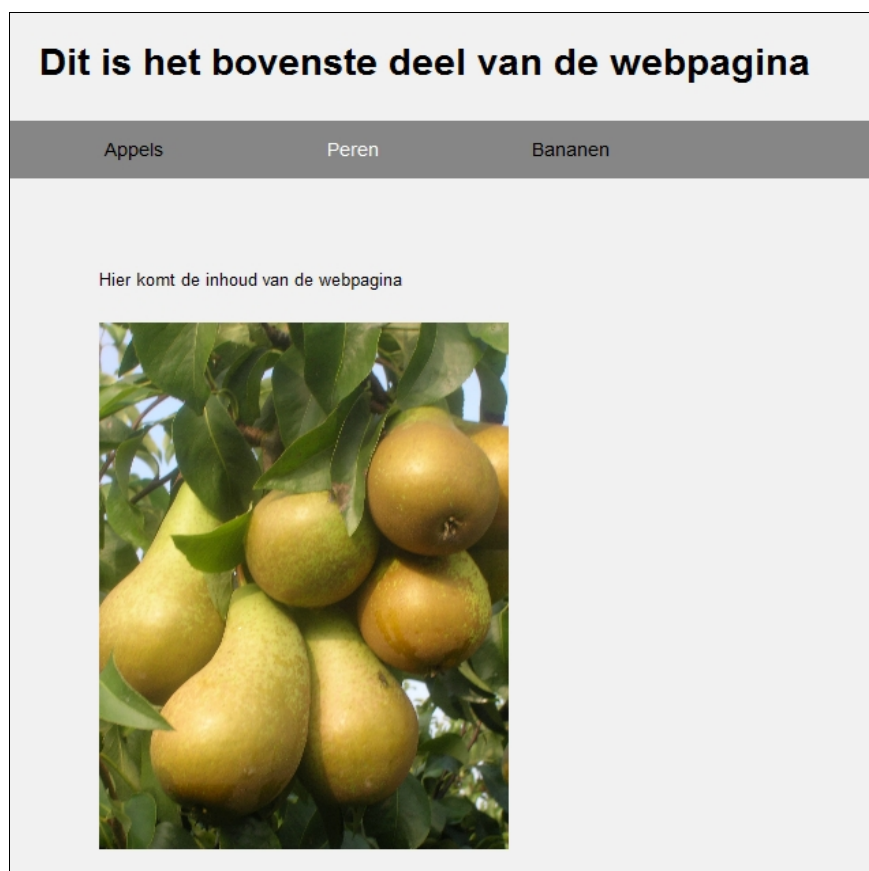 Dit is het bovenste deel van de webpagina
Appels Peren Bananen
Hier komt de inhoud van de webpagina